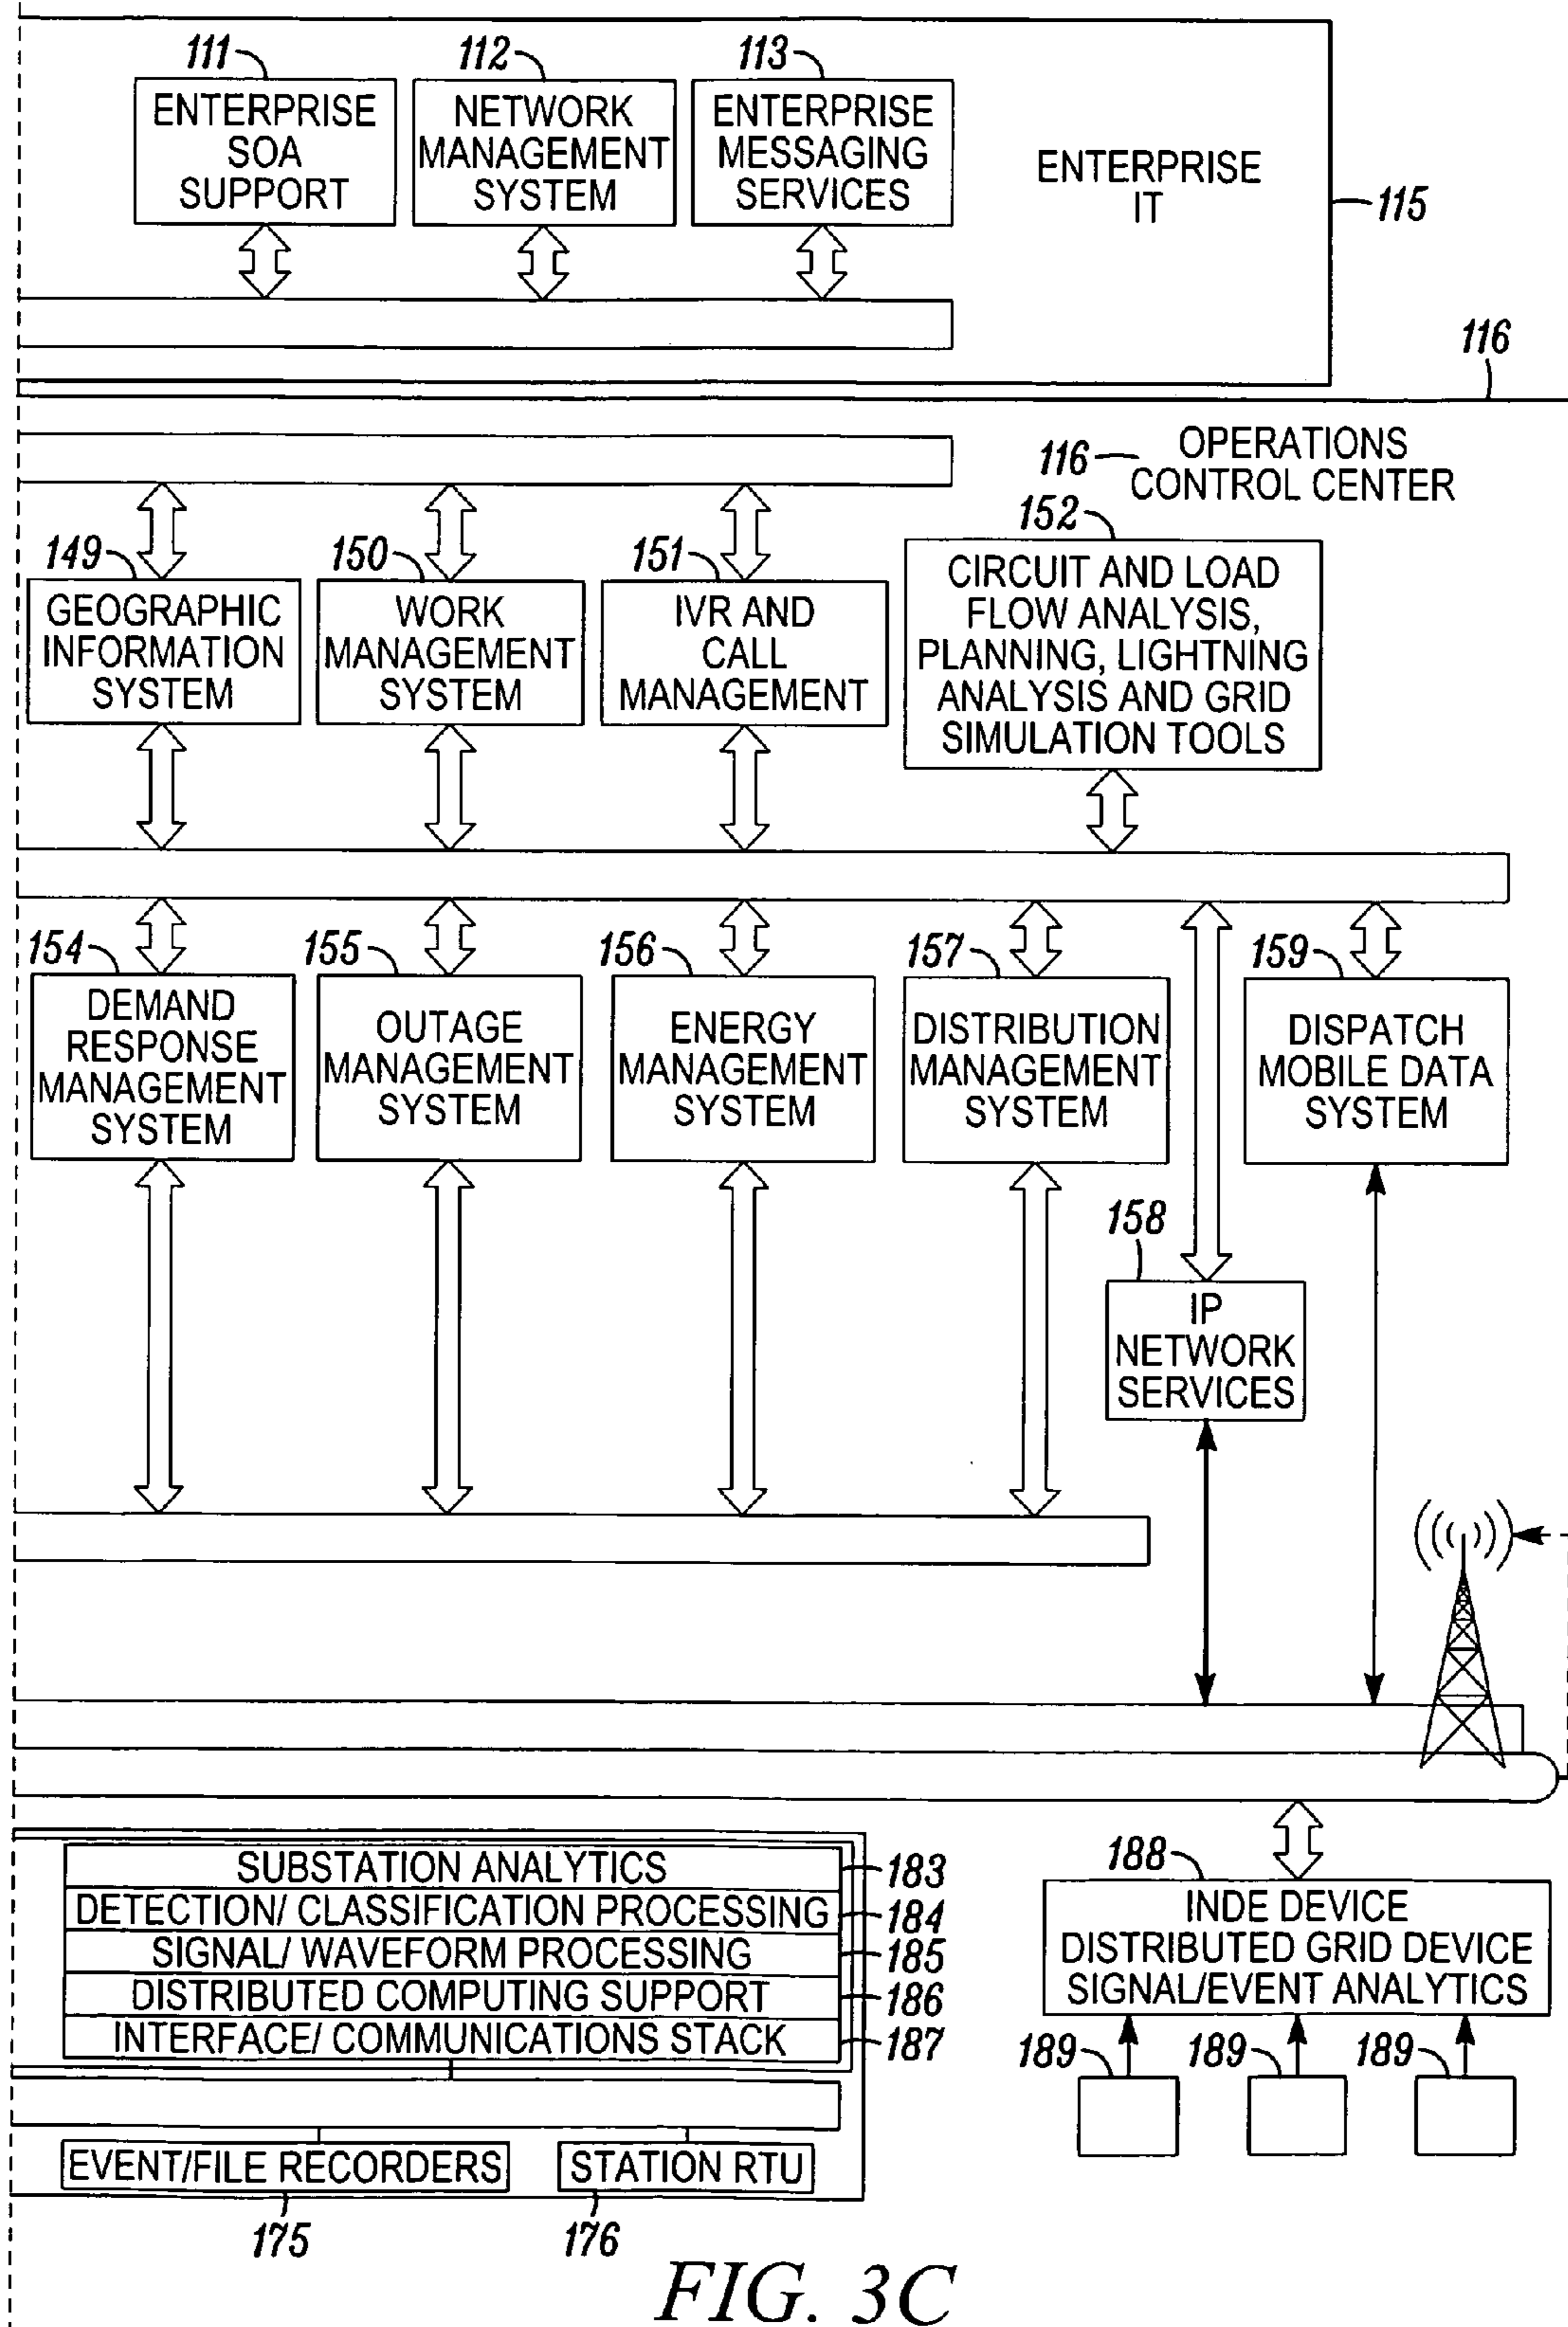 111
112
113
ENTERPRISE
SOA
SUPPORT
NETWORK
MANAGEMENT
SYSTEM
ENTERPRISE
MESSAGING
SERVICES
ENTERPRISE
IT
115
116
116
OPERATIONS
CONTROL CENTER
149
GEOGRAPHIC
INFORMATION
SYSTEM
150
WORK
MANAGEMENT
SYSTEM
151
IVR AND
CALL
MANAGEMENT
152
CIRCUIT AND LOAD
FLOW ANALYSIS,
PLANNING, LIGHTNING
ANALYSIS AND GRID
SIMULATION TOOLS
154
DEMAND
RESPONSE
MANAGEMENT
SYSTEM
155
OUTAGE
MANAGEMENT
SYSTEM
156
ENERGY
MANAGEMENT
SYSTEM
157
DISTRIBUTION
MANAGEMENT
SYSTEM
159
DISPATCH
MOBILE DATA
SYSTEM
158
IP
NETWORK
SERVICES
SUBSTATION ANALYTICS
183
DETECTION/ CLASSIFICATION PROCESSING
184
SIGNAL/ WAVEFORM PROCESSING
185
DISTRIBUTED COMPUTING SUPPORT
186
INTERFACE/ COMMUNICATIONS STACK
187
188
INDE DEVICE
DISTRIBUTED GRID DEVICE
SIGNAL/EVENT ANALYTICS
189
189
189
EVENT/FILE RECORDERS
STATION RTU
175
176
FIG. 3C